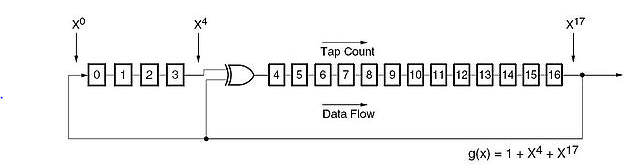 X⁰ X⁴ X¹⁷
Tap Count
0 1 2 3 4 5 6 7 8 9 10 11 12 13 14 15 16
Data Flow
g(x) = 1 + X⁴ + X¹⁷